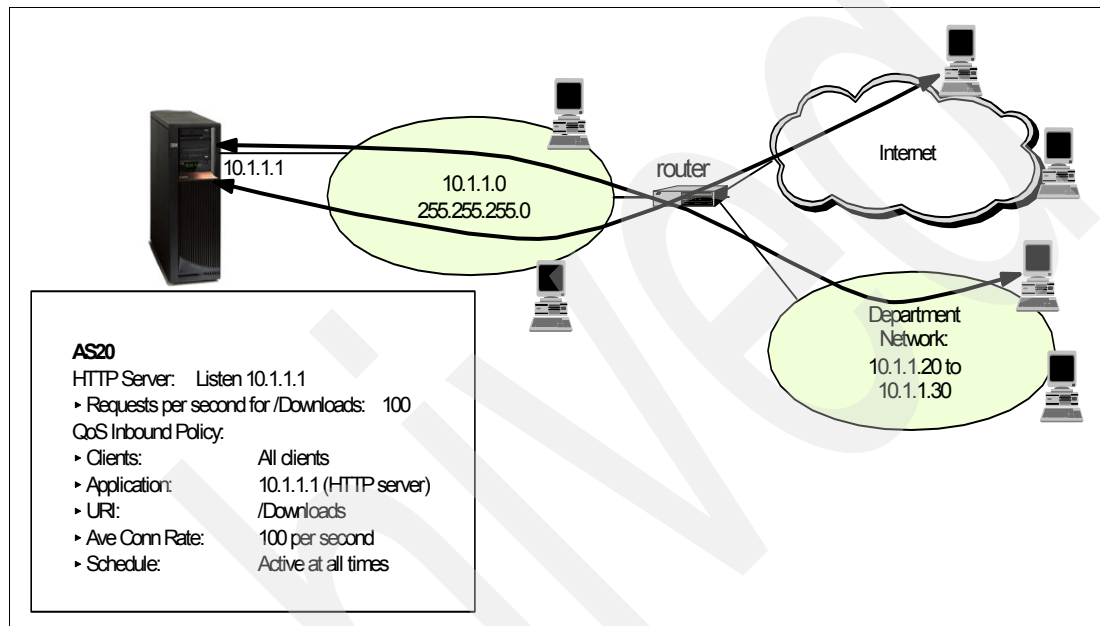 10.1.1.1
10.1.1.0
255.255.255.0
router
Internet
Department
Network:
10.1.1.20 to
10.1.1.30
AS20
HTTP Server: Listen 10.1.1.1
▸ Requests per second for /Downloads: 100
QoS Inbound Policy:
▸ Clients: All clients
▸ Application: 10.1.1.1 (HTTP server)
▸ URI: /Downloads
▸ Ave Conn Rate: 100 per second
▸ Schedule: Active at all times